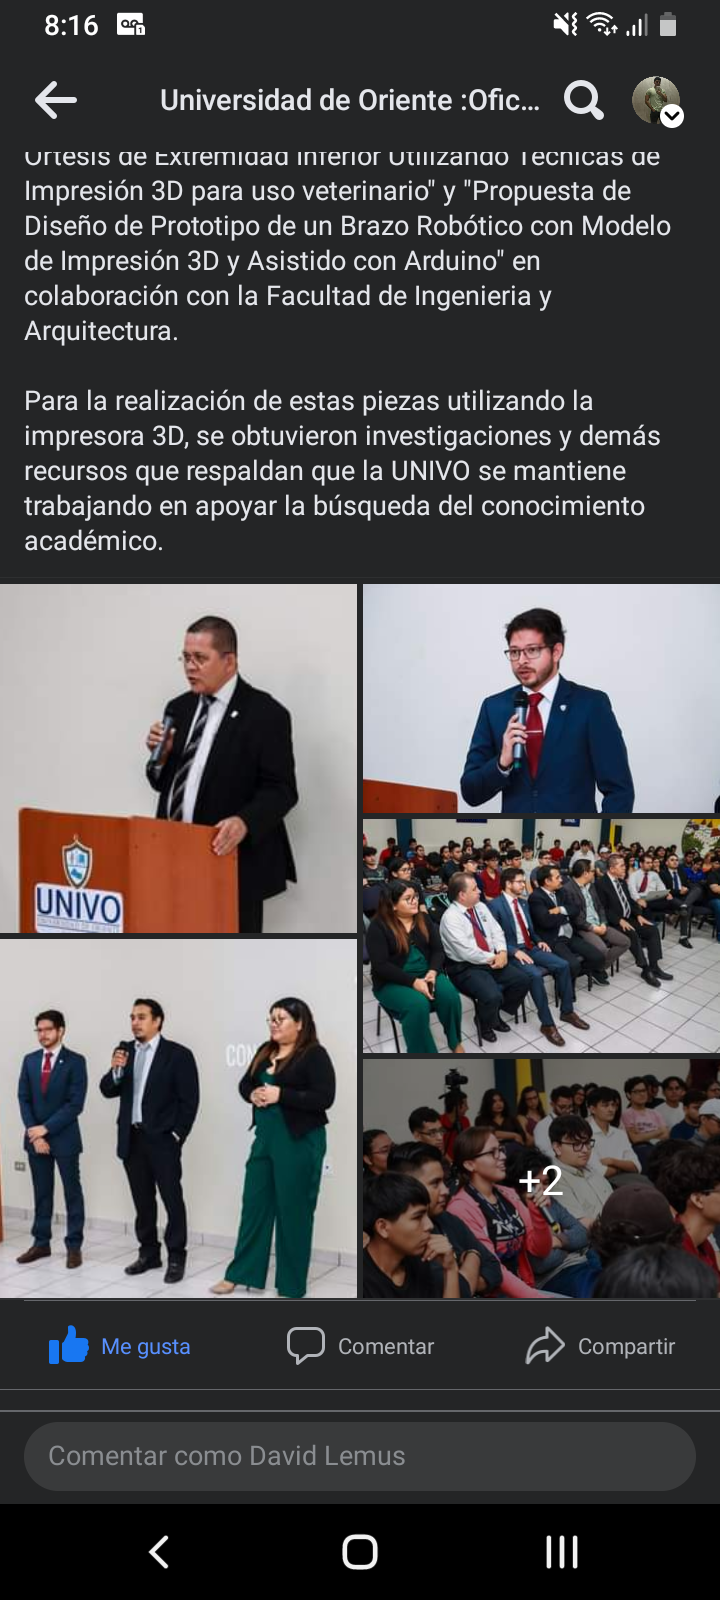 8:16
Universidad de Oriente :Ofic...
Órtesis de Extremidad Inferior Utilizando Técnicas de
Impresión 3D para uso veterinario" y "Propuesta de
Diseño de Prototipo de un Brazo Robótico con Modelo
de Impresión 3D y Asistido con Arduino" en
colaboración con la Facultad de Ingenieria y
Arquitectura.
Para la realización de estas piezas utilizando la
impresora 3D, se obtuvieron investigaciones y demás
recursos que respaldan que la UNIVO se mantiene
trabajando en apoyar la búsqueda del conocimiento
académico.
UNIVO
UNIVERSIDAD DE ORIENTE
CON
+2
Me gusta
Comentar
Compartir
Comentar como David Lemus